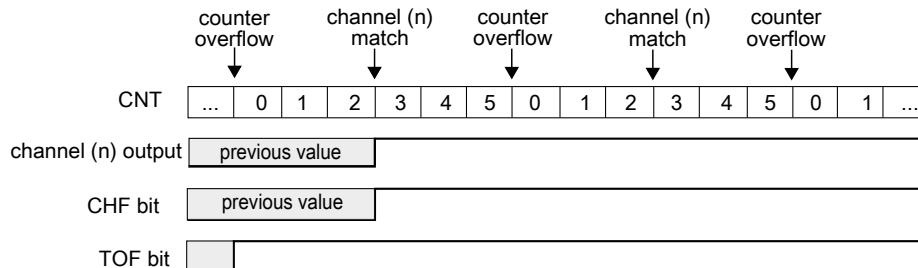 counter overflow
channel (n) match
counter overflow
channel (n) match
counter overflow
CNT ... 0 1 2 3 4 5 0 1 2 3 4 5 0 1 ...
channel (n) output previous value
CHF bit previous value
TOF bit